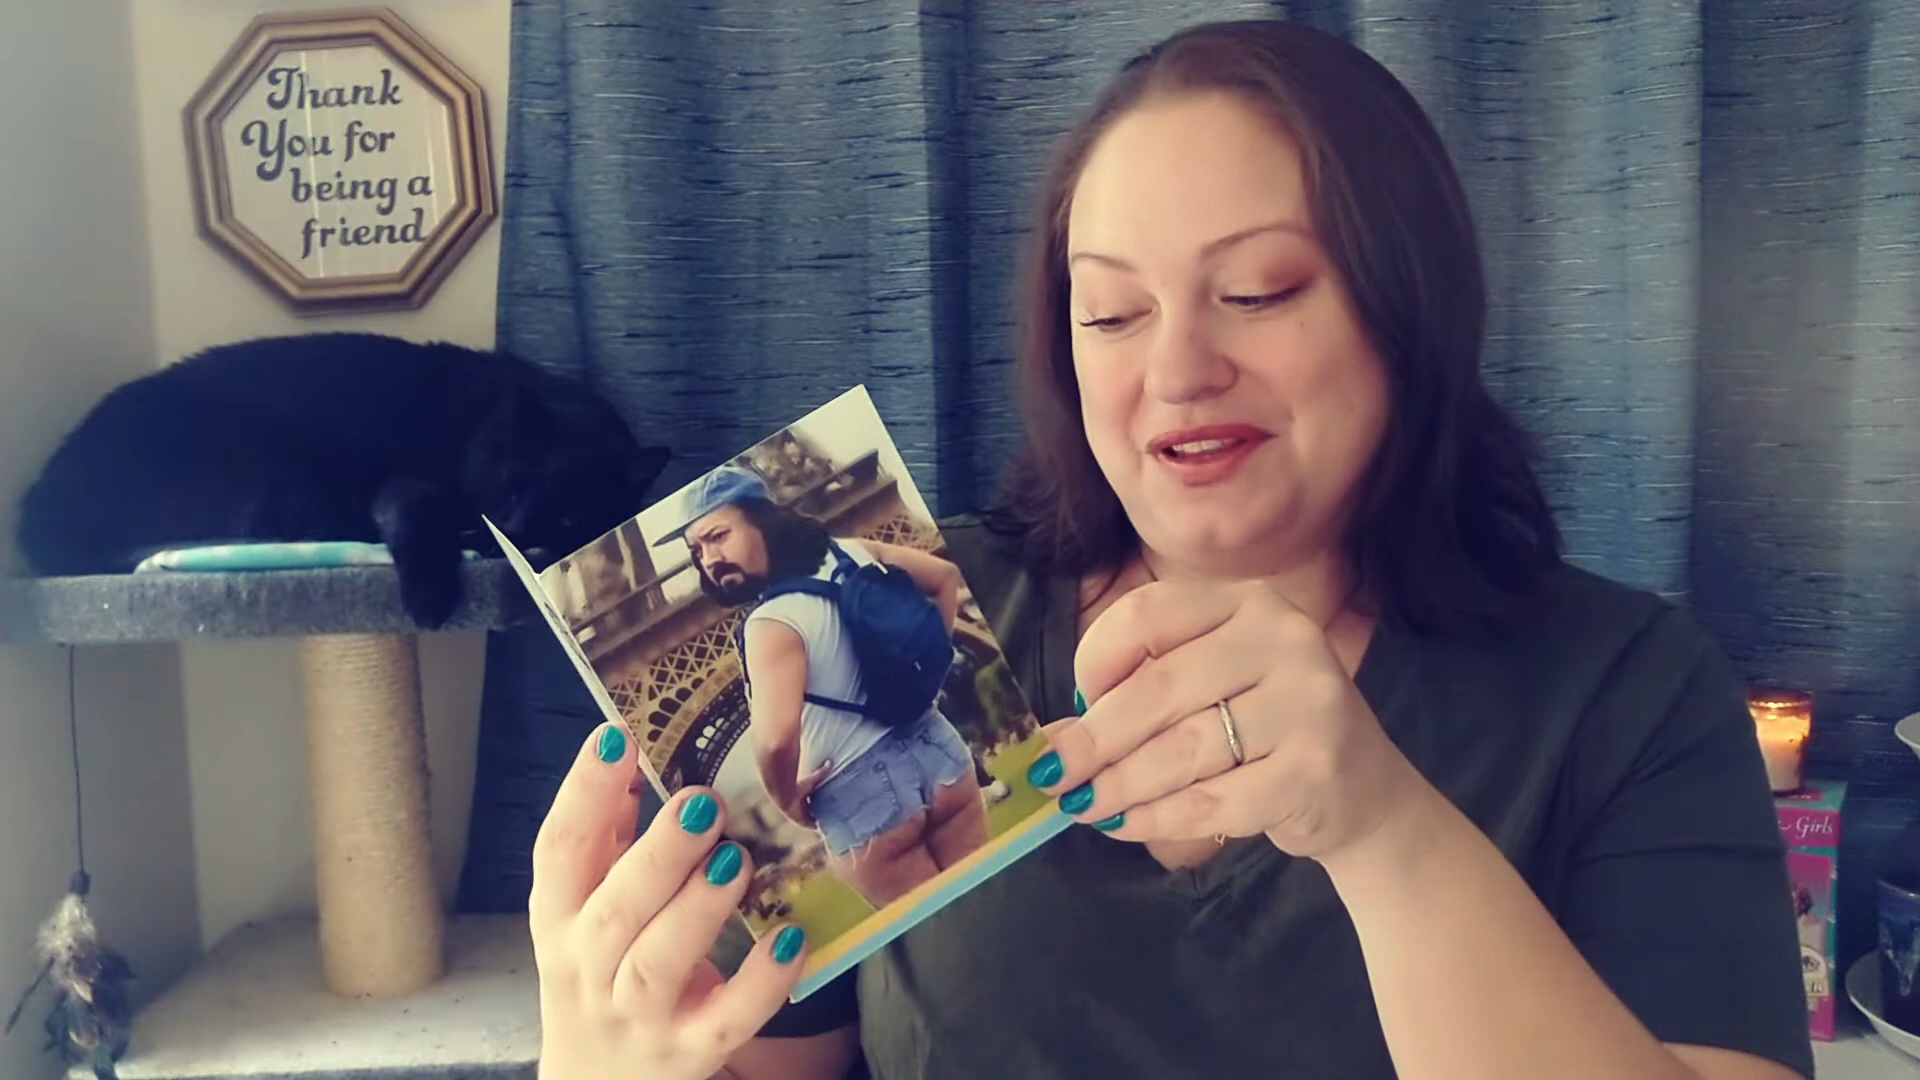 Thank
You for
being a
friend
Girls